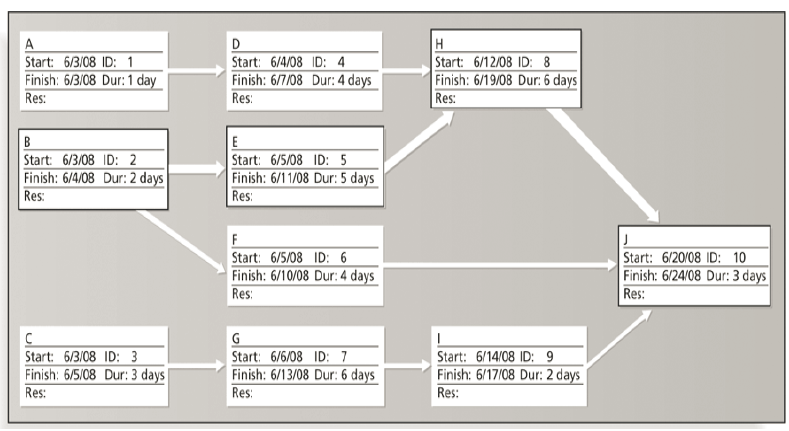 A
Start: 6/3/08 ID: 1
Finish: 6/3/08 Dur: 1 day
Res:
D
Start: 6/4/08 ID: 4
Finish: 6/7/08 Dur: 4 days
Res:
H
Start: 6/12/08 ID: 8
Finish: 6/19/08 Dur: 6 days
Res:
B
Start: 6/3/08 ID: 2
Finish: 6/4/08 Dur: 2 days
Res:
E
Start: 6/5/08 ID: 5
Finish: 6/11/08 Dur: 5 days
Res:
F
Start: 6/5/08 ID: 6
Finish: 6/10/08 Dur: 4 days
Res:
J
Start: 6/20/08 ID: 10
Finish: 6/24/08 Dur: 3 days
Res:
C
Start: 6/3/08 ID: 3
Finish: 6/5/08 Dur: 3 days
Res:
G
Start: 6/6/08 ID: 7
Finish: 6/13/08 Dur: 6 days
Res:
I
Start: 6/14/08 ID: 9
Finish: 6/17/08 Dur: 2 days
Res: